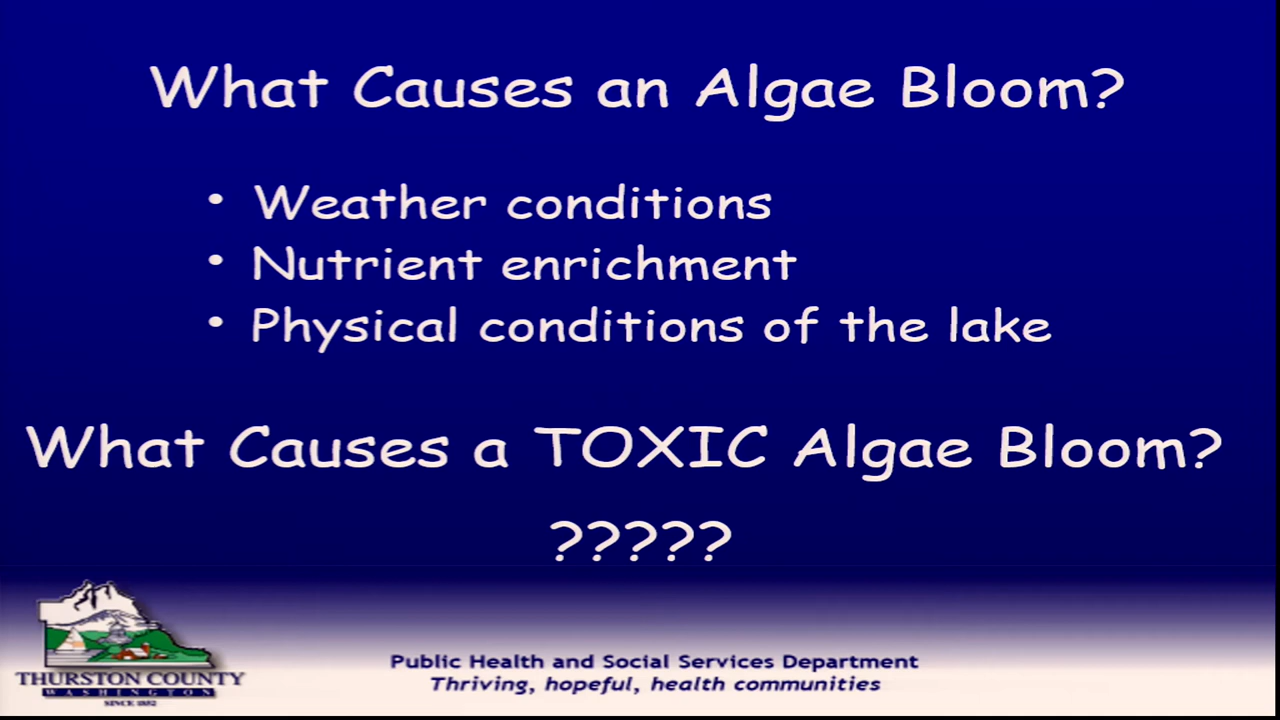 What Causes an Algae Bloom?
• Weather conditions
• Nutrient enrichment
• Physical conditions of the lake
What Causes a TOXIC Algae Bloom?
?????
Public Health and Social Services Department
Thriving, hopeful, health communities
THURSTON COUNTY
WASHINGTON
SINCE 1852